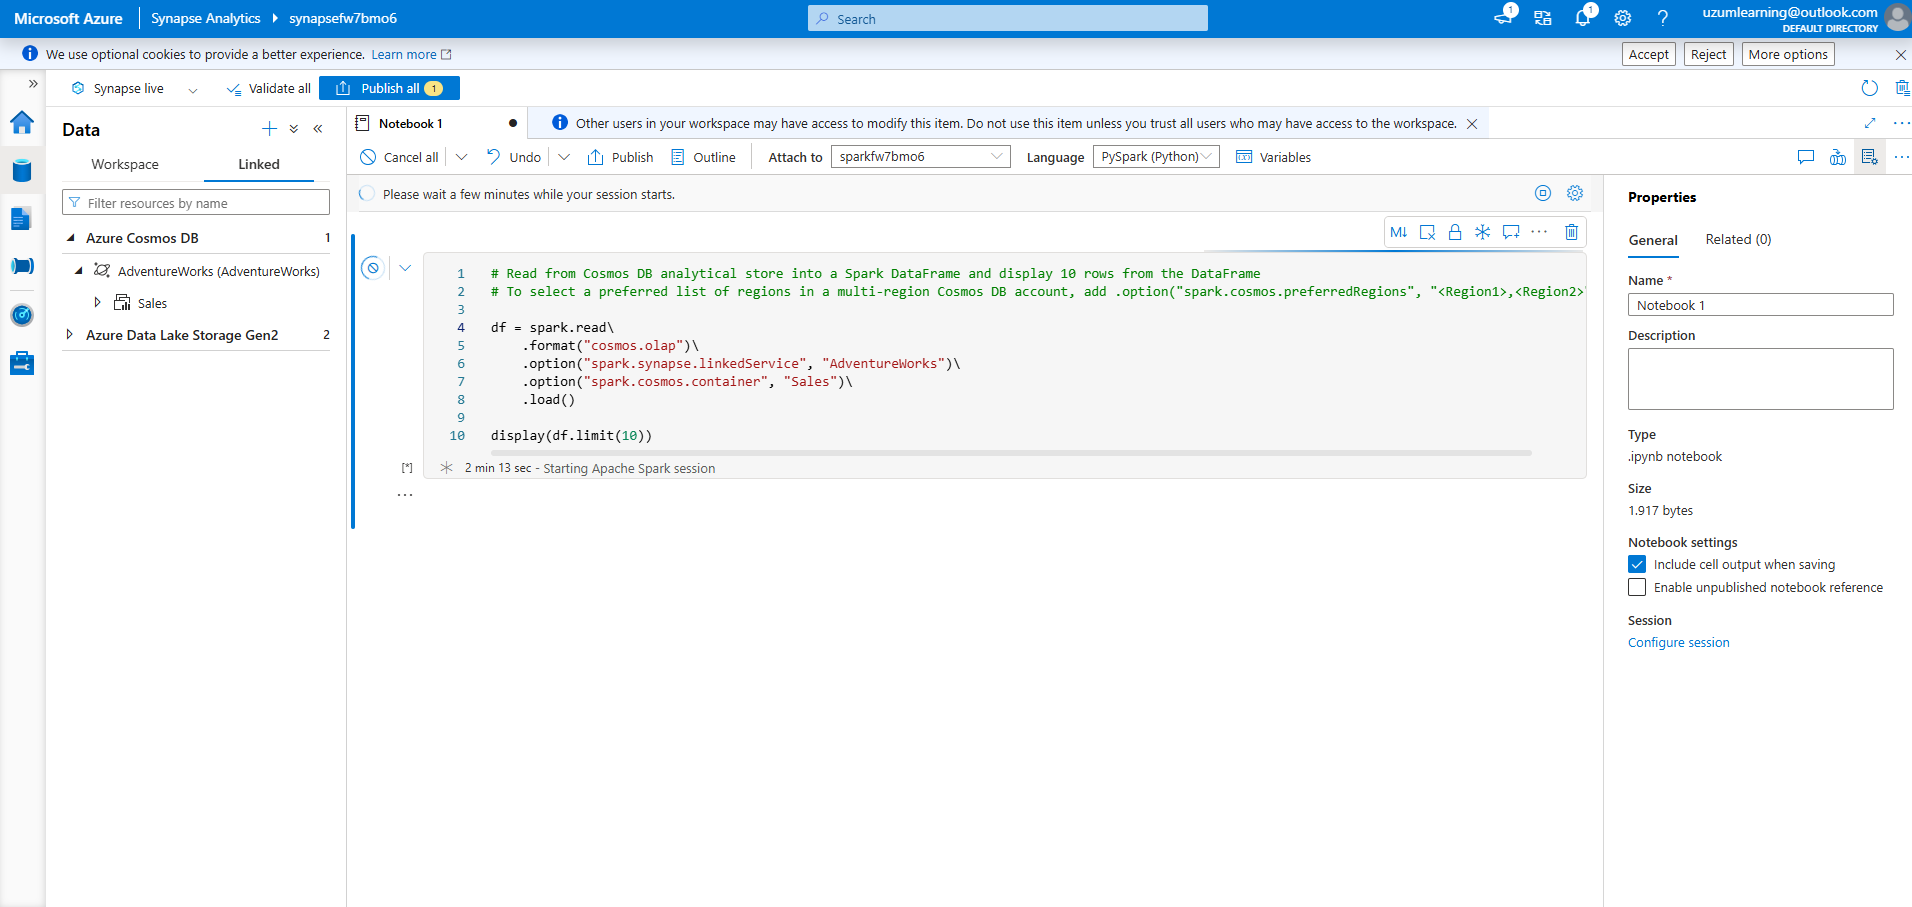 Microsoft Azure
Synapse Analytics
synapsefw7bmo6
Search
1
1
uzumlearning@outlook.com
DEFAULT DIRECTORY
We use optional cookies to provide a better experience. Learn more
Accept
Reject
More options
Synapse live
Validate all
Publish all 1
Data
Workspace
Linked
Filter resources by name
Azure Cosmos DB 1
AdventureWorks (AdventureWorks)
Sales
Azure Data Lake Storage Gen2 2
Notebook 1
Other users in your workspace may have access to modify this item. Do not use this item unless you trust all users who may have access to the workspace.
Cancel all
Undo
Publish
Outline
Attach to
sparkfw7bmo6
Language
PySpark (Python)
Variables
Please wait a few minutes while your session starts.
M↓
1 # Read from Cosmos DB analytical store into a Spark DataFrame and display 10 rows from the DataFrame
2 # To select a preferred list of regions in a multi-region Cosmos DB account, add .option("spark.cosmos.preferredRegions", "<Region1>,<Region2>"
3
4 df = spark.read\
5 .format("cosmos.olap")\
6 .option("spark.synapse.linkedService", "AdventureWorks")\
7 .option("spark.cosmos.container", "Sales")\
8 .load()
9
10 display(df.limit(10))
[*]
2 min 13 sec - Starting Apache Spark session
Properties
General
Related (0)
Name *
Notebook 1
Description
Type
.ipynb notebook
Size
1.917 bytes
Notebook settings
Include cell output when saving
Enable unpublished notebook reference
Session
Configure session